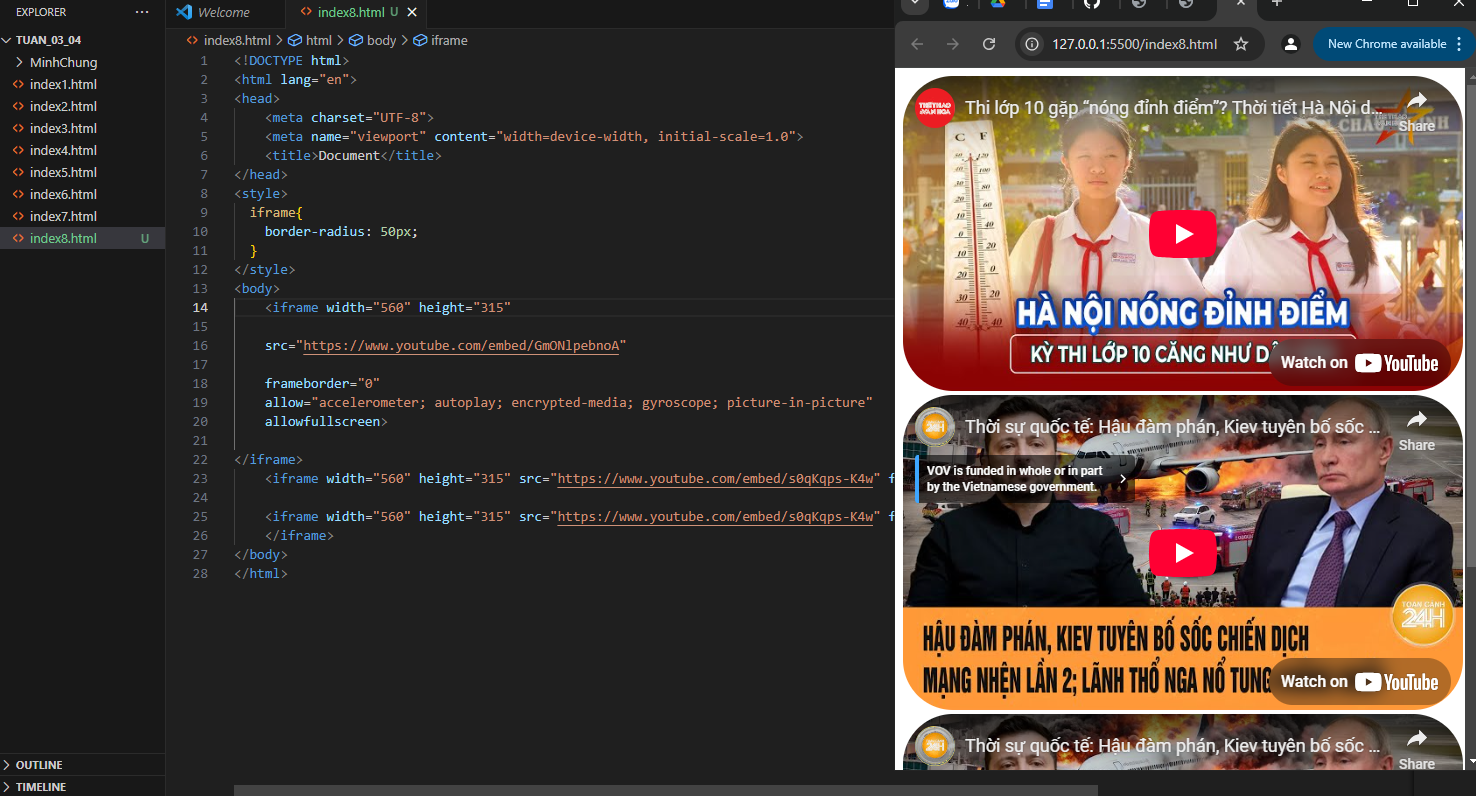 EXPLORER
TUAN_03_04
MinhChung
index1.html
index2.html
index3.html
index4.html
index5.html
index6.html
index7.html
index8.html U
OUTLINE
TIMELINE
Welcome
index8.html U
index8.html > html > body > iframe
1 <!DOCTYPE html>
2 <html lang="en">
3 <head>
4 <meta charset="UTF-8">
5 <meta name="viewport" content="width=device-width, initial-scale=1.0">
6 <title>Document</title>
7 </head>
8 <style>
9 iframe{
10 border-radius: 50px;
11 }
12 </style>
13 <body>
14 <iframe width="560" height="315"
15
16 src="https://www.youtube.com/embed/GmONlpebnoA"
17
18 frameborder="0"
19 allow="accelerometer; autoplay; encrypted-media; gyroscope; picture-in-picture"
20 allowfullscreen>
21
22 </iframe>
23 <iframe width="560" height="315" src="https://www.youtube.com/embed/s0qKqps-K4w" f
24
25 <iframe width="560" height="315" src="https://www.youtube.com/embed/s0qKqps-K4w" f
26 </iframe>
27 </body>
28 </html>
127.0.0.1:5500/index8.html
New Chrome available
Thi lớp 10 gặp “nóng đỉnh điểm”? Thời tiết Hà Nội d...
Share
C F
HÀ NỘI NÓNG ĐỈNH ĐIỂM
KỲ THI LỚP 10 CĂNG NHƯ
Watch on YouTube
24H
Thời sự quốc tế: Hậu đàm phán, Kiev tuyên bố sốc ...
Share
VOV is funded in whole or in part
by the Vietnamese government.
TOÀN CẢNH
24H
HẬU ĐÀM PHÁN, KIEV TUYÊN BỐ SỐC CHIẾN DỊCH
MẠNG NHỆN LẦN 2; LÃNH THỔ NGA NỔ TUNG
Watch on YouTube
24H
Thời sự quốc tế: Hậu đàm phán, Kiev tuyên bố sốc ...
Share